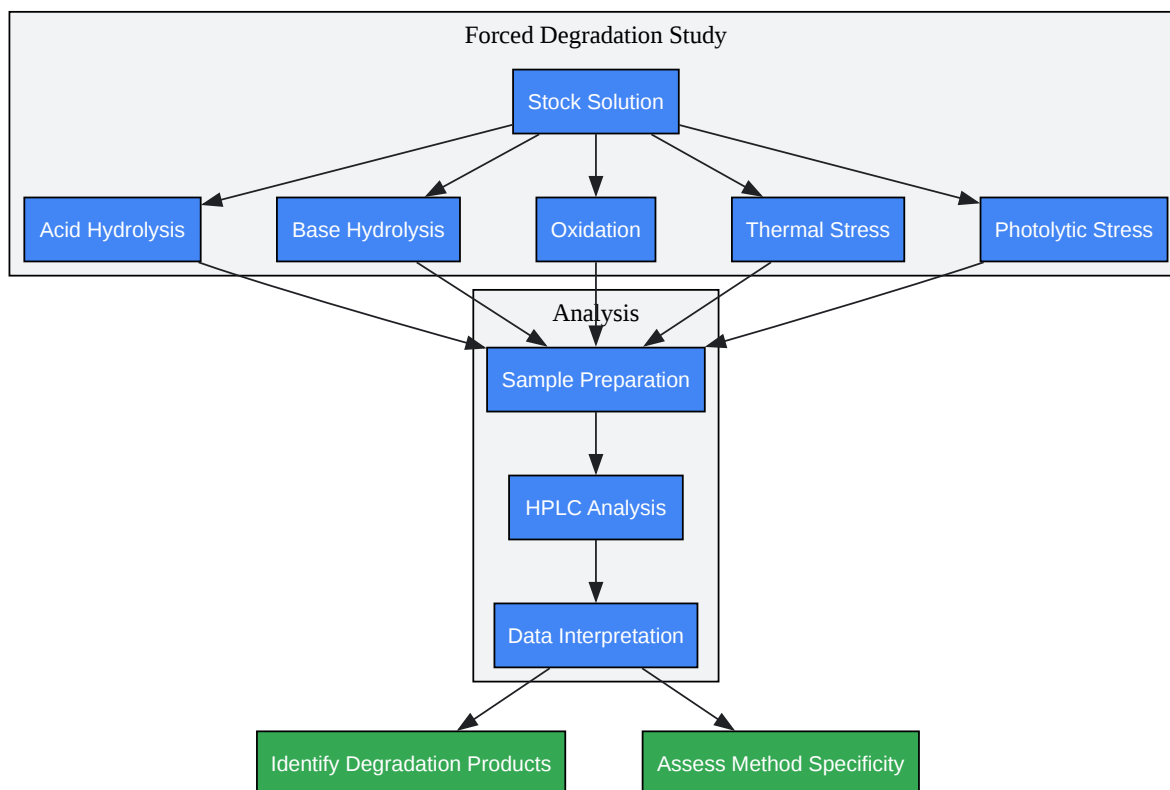 Forced Degradation Study
Stock Solution
Acid Hydrolysis
Base Hydrolysis
Oxidation
Thermal Stress
Photolytic Stress
Analysis
Sample Preparation
HPLC Analysis
Data Interpretation
Identify Degradation Products
Assess Method Specificity